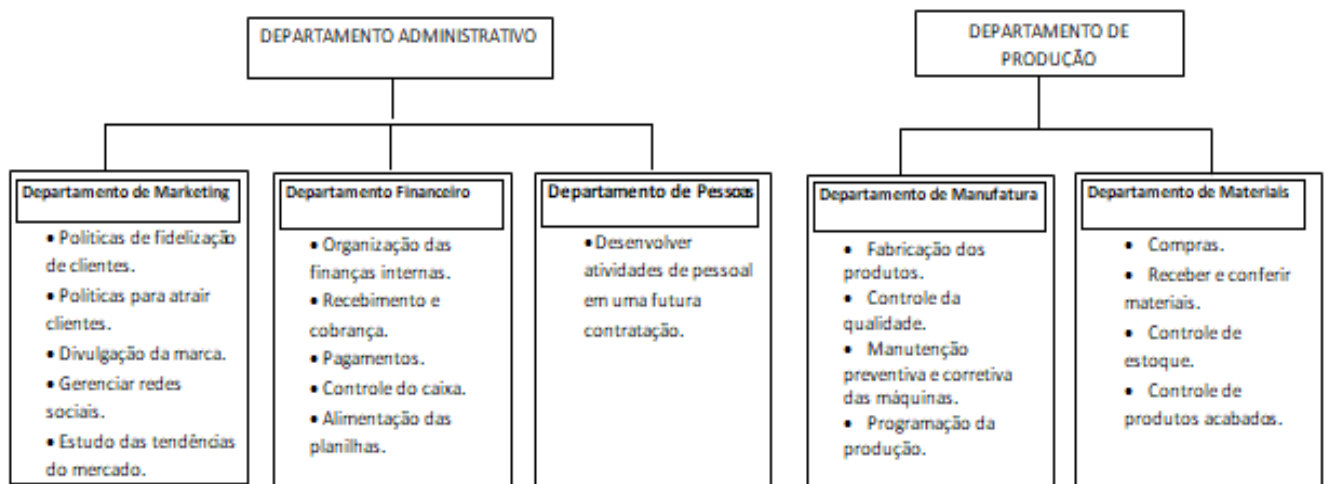 DEPARTAMENTO ADMINISTRATIVO
DEPARTAMENTO DE
PRODUÇÃO
Departamento de Marketing
• Políticas de fidelização
de clientes.
• Políticas para atrair
clientes.
• Divulgação da marca.
• Gerenciar redes
sociais.
• Estudo das tendências
do mercado.
Departamento Financeiro
• Organização das
finanças internas.
• Recebimento e
cobrança.
• Pagamentos.
• Controle do caixa.
• Alimentação das
planilhas.
Departamento de Pessoas
• Desenvolver
atividades de pessoal
em uma futura
contratação.
Departamento de Manufatura
• Fabricação dos
produtos.
• Controle da
qualidade.
• Manutenção
preventiva e corretiva
das máquinas.
• Programação da
produção.
Departamento de Materiais
• Compras.
• Receber e conferir
materiais.
• Controle de
estoque.
• Controle de
produtos acabados.